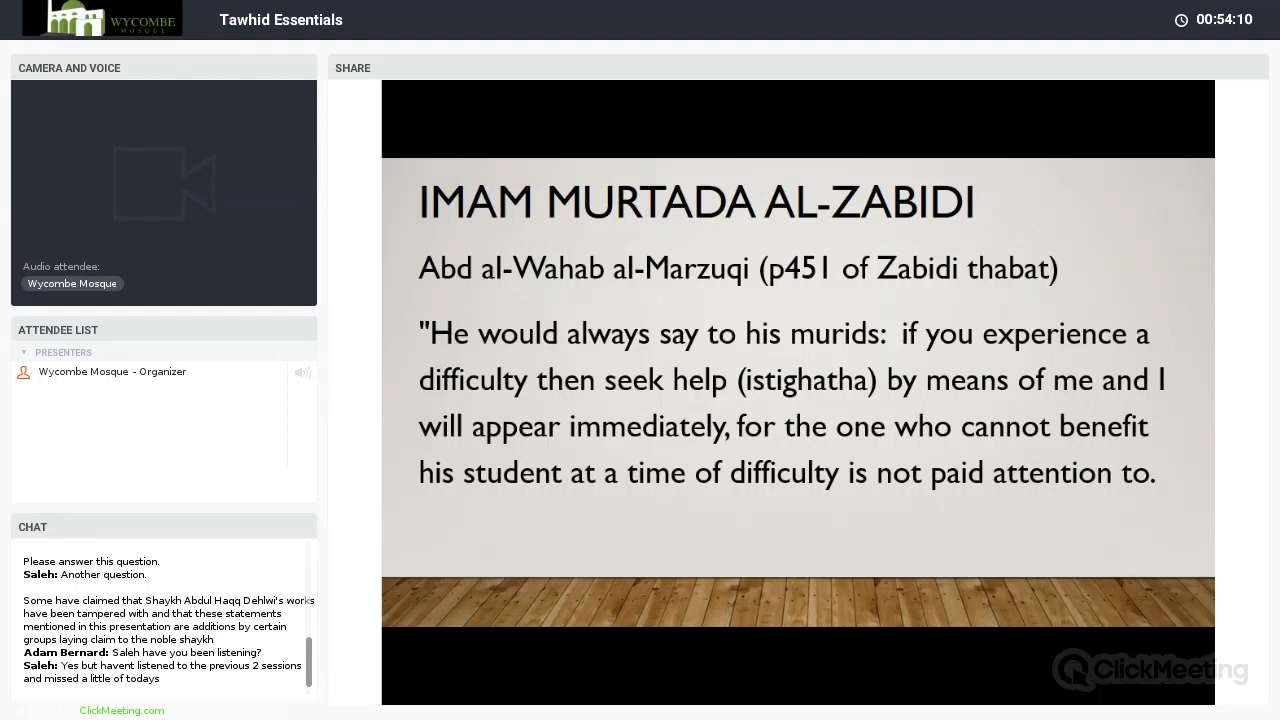 WYCOMBE
MOSQUE
Tawhid Essentials
00:54:10
CAMERA AND VOICE
Audio attendee:
Wycombe Mosque
ATTENDEE LIST
PRESENTERS
Wycombe Mosque - Organizer
CHAT
Please answer this question.
Saleh: Another question.
Some have claimed that Shaykh Abdul Haqq Dehlwi's works
have been tampered with and that these statements
mentioned in this presentation are additions by certain
groups laying claim to the noble shaykh
Adam Bernard: Saleh have you been listening?
Saleh: Yes but havent listened to the previous 2 sessions
and missed a little of todays
ClickMeeting.com
SHARE
IMAM MURTADA AL-ZABIDI
Abd al-Wahab al-Marzuqi (p451 of Zabidi thabat)
"He would always say to his murids: if you experience a
difficulty then seek help (istighatha) by means of me and I
will appear immediately, for the one who cannot benefit
his student at a time of difficulty is not paid attention to.
ClickMeeting